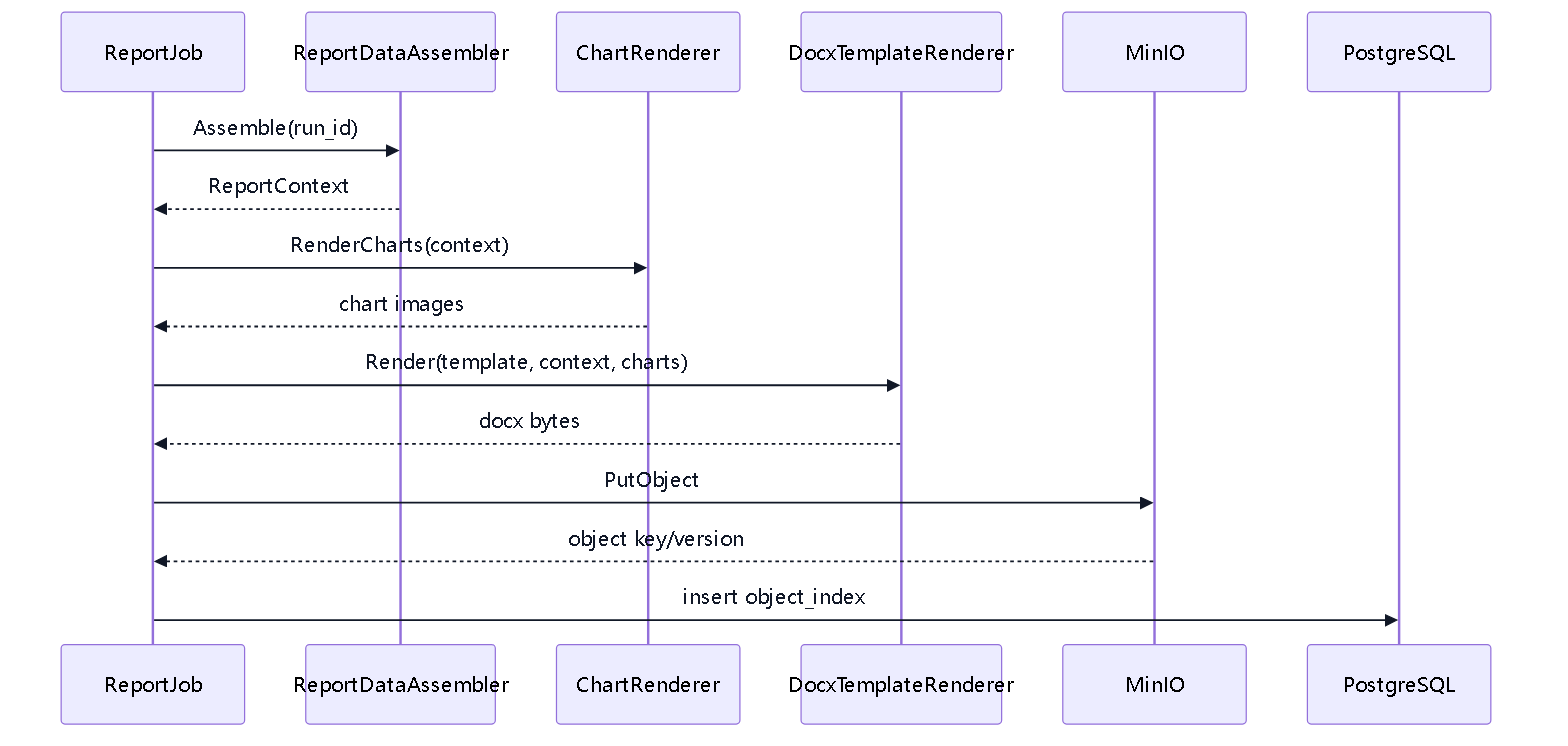 ReportJob
ReportDataAssembler
ChartRenderer
DocxTemplateRenderer
MinIO
PostgreSQL
Assemble(run_id)
ReportContext
RenderCharts(context)
chart images
Render(template, context, charts)
docx bytes
PutObject
object key/version
insert object_index
ReportJob
ReportDataAssembler
ChartRenderer
DocxTemplateRenderer
MinIO
PostgreSQL